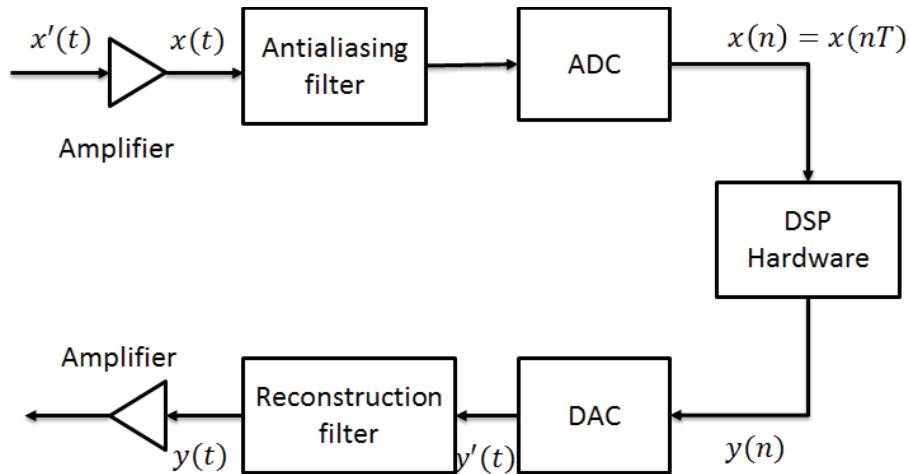 x′(t)
x(t)
Antialiasing
filter
ADC
x(n) = x(nT)
Amplifier
DSP
Hardware
Amplifier
Reconstruction
filter
DAC
y(t)
y′(t)
y(n)